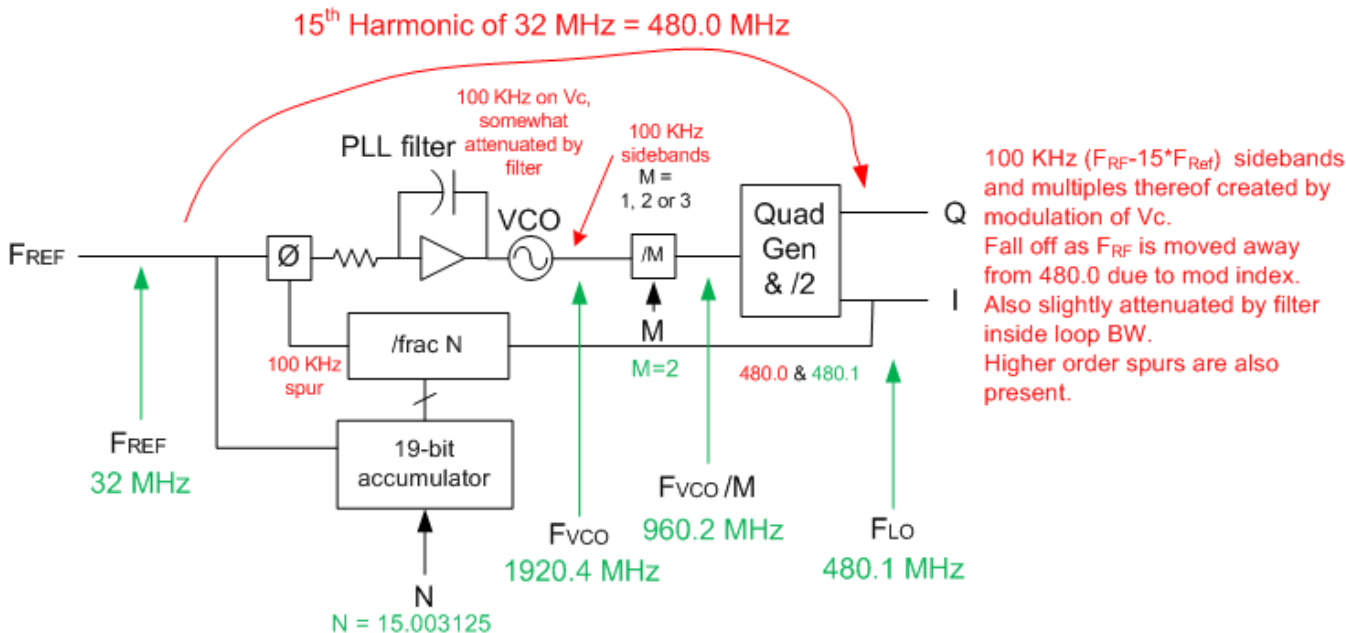 15th Harmonic of 32 MHz = 480.0 MHz
100 KHz on Vc,
somewhat
attenuated by
filter
PLL filter
100 KHz
sidebands
M =
1, 2 or 3
VCO
FREF
Ø
/M
Quad
Gen
& /2
Q
I
100 KHz (FRF-15*FRef) sidebands
and multiples thereof created by
modulation of Vc.
Fall off as FRF is moved away
from 480.0 due to mod index.
Also slightly attenuated by filter
inside loop BW.
Higher order spurs are also
present.
/frac N
100 KHz
spur
M
M=2
480.0 & 480.1
19-bit
accumulator
FREF
32 MHz
FVCO
1920.4 MHz
FVCO /M
960.2 MHz
FLO
480.1 MHz
N
N = 15.003125